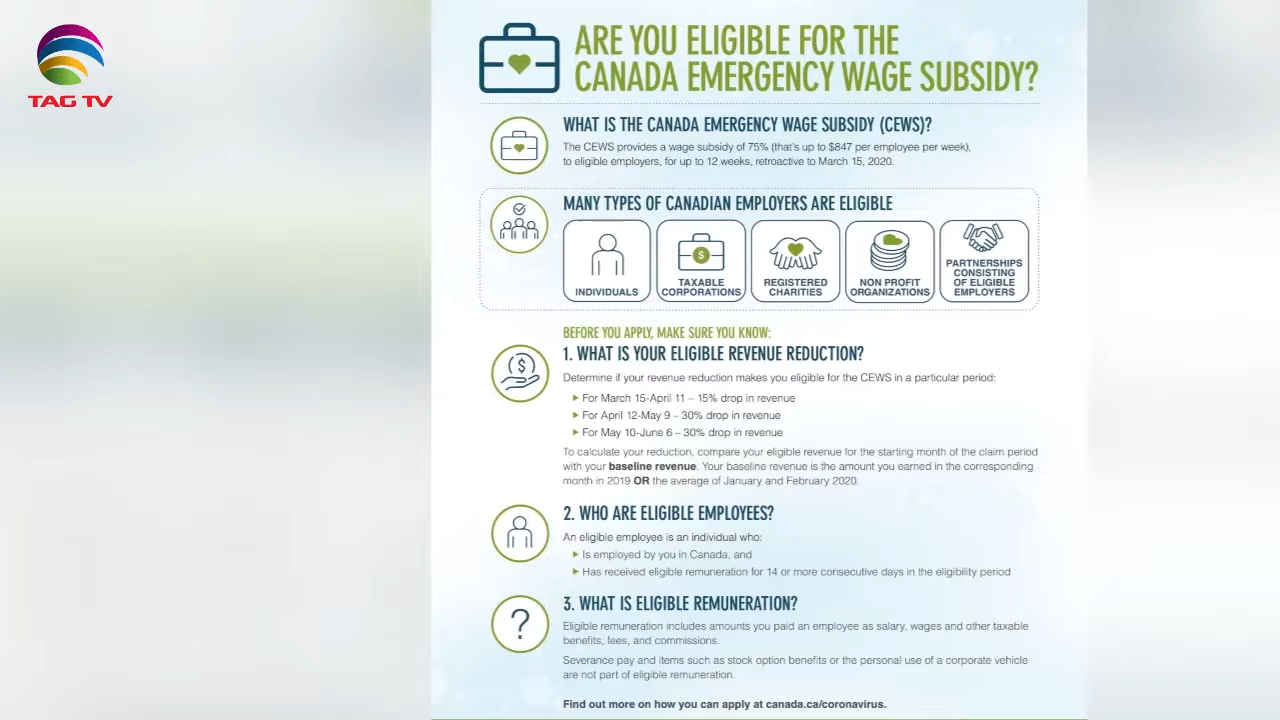 TAG TV
ARE YOU ELIGIBLE FOR THE
CANADA EMERGENCY WAGE SUBSIDY?
WHAT IS THE CANADA EMERGENCY WAGE SUBSIDY (CEWS)?
The CEWS provides a wage subsidy of 75% (that's up to $847 per employee per week),
to eligible employers, for up to 12 weeks, retroactive to March 15, 2020.
MANY TYPES OF CANADIAN EMPLOYERS ARE ELIGIBLE
INDIVIDUALS
$
TAXABLE
CORPORATIONS
REGISTERED
CHARITIES
NON PROFIT
ORGANIZATIONS
PARTNERSHIPS
CONSISTING
OF ELIGIBLE
EMPLOYERS
BEFORE YOU APPLY, MAKE SURE YOU KNOW:
$
1. WHAT IS YOUR ELIGIBLE REVENUE REDUCTION?
Determine if your revenue reduction makes you eligible for the CEWS in a particular period:
For March 15-April 11 – 15% drop in revenue
For April 12-May 9 – 30% drop in revenue
For May 10-June 6 – 30% drop in revenue
To calculate your reduction, compare your eligible revenue for the starting month of the claim period
with your baseline revenue. Your baseline revenue is the amount you earned in the corresponding
month in 2019 OR the average of January and February 2020.
2. WHO ARE ELIGIBLE EMPLOYEES?
An eligible employee is an individual who:
Is employed by you in Canada, and
Has received eligible remuneration for 14 or more consecutive days in the eligibility period
?
3. WHAT IS ELIGIBLE REMUNERATION?
Eligible remuneration includes amounts you paid an employee as salary, wages and other taxable
benefits, fees, and commissions.
Severance pay and items such as stock option benefits or the personal use of a corporate vehicle
are not part of eligible remuneration.
Find out more on how you can apply at canada.ca/coronavirus.